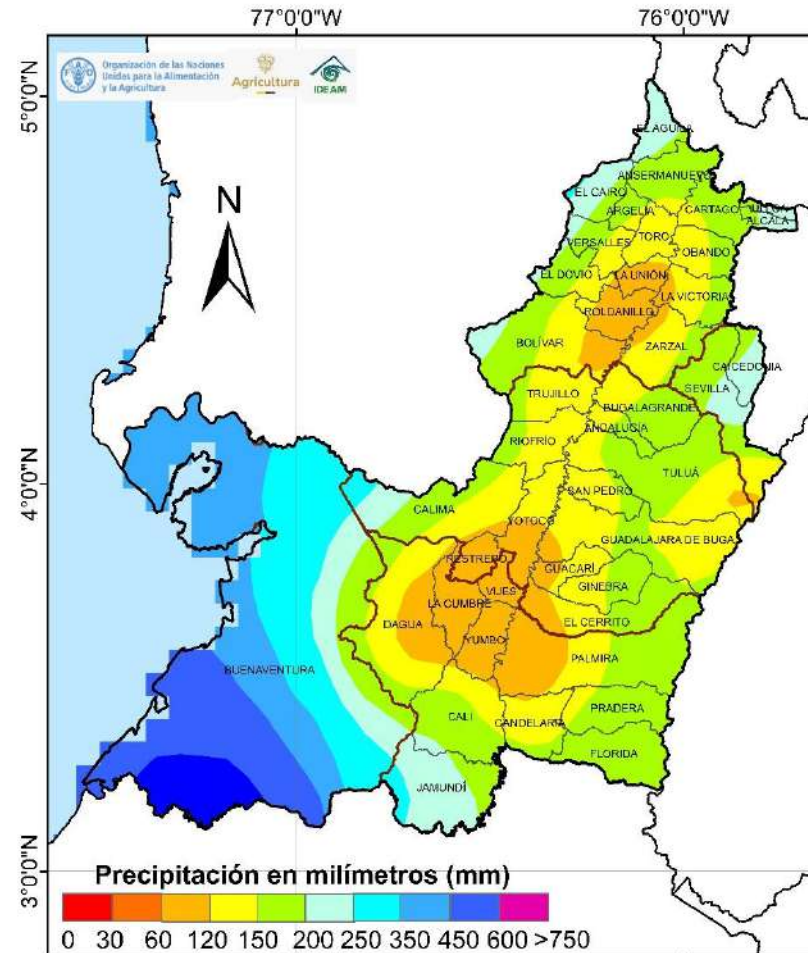 77°0'0"W
76°0'0"W
Organización de las Naciones
Unidas para la Alimentación
y la Agricultura
Agricultura
IDEAM
5°0'0"N
EL AGUILA
ANSERMANUEVO
EL CAIRO
ARGELIA
CARTAGO
ALCALA
N
TORO
VERSALLES
OBANDO
EL DOVIO
LA UNIÓN
LA VICTORIA
ROLDANILLO
BOLÍVAR
ZARZAL
CAICEDONIA
SEVILLA
TRUJILLO
BUGALAGRANDE
ANDALUCÍA
RIOFRÍO
TULUÁ
4°0'0"N
SAN PEDRO
CALIMA
YOTOCO
GUADALAJARA DE BUGA
RESTREPO
GUACARÍ
GINEBRA
VIJES
LA CUMBRE
DAGUA
EL CERRITO
YUMBO
PALMIRA
BUENAVENTURA
PRADERA
CALI
CANDELARIA
FLORIDA
JAMUNDÍ
3°0'0"N
Precipitación en milímetros (mm)
0 30 60 120 150 200 250 350 450 600 >750